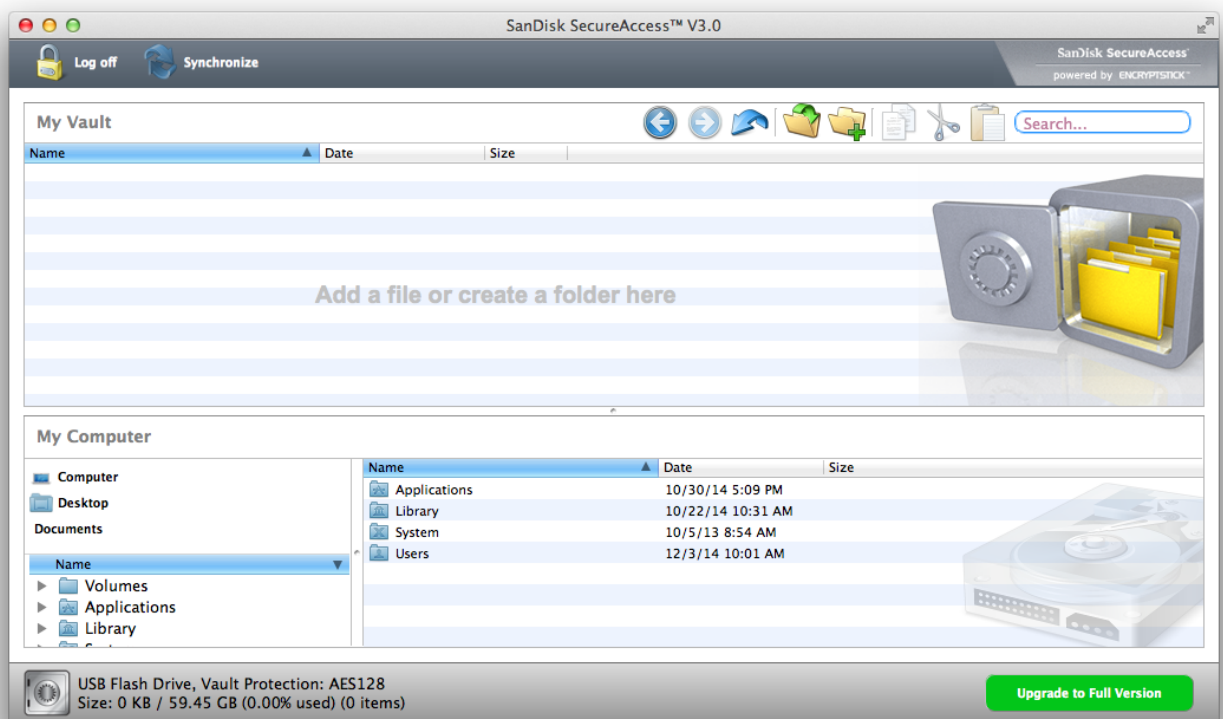 SanDisk SecureAccess™ V3.0
Log off
Synchronize
SanDisk SecureAccess™
powered by ENCRYPTSTICK™
My Vault
Search...
Name Date Size
Add a file or create a folder here
My Computer
Computer
Desktop
Documents
Name
Volumes
Applications
Library
Name Date Size
Applications 10/30/14 5:09 PM
Library 10/22/14 10:31 AM
System 10/5/13 8:54 AM
Users 12/3/14 10:01 AM
USB Flash Drive, Vault Protection: AES128
Size: 0 KB / 59.45 GB (0.00% used) (0 items)
Upgrade to Full Version